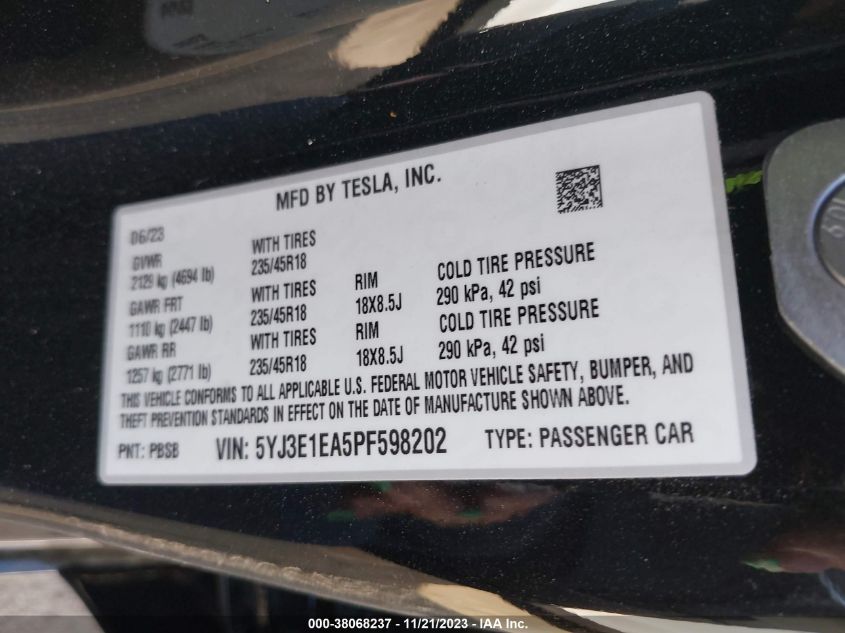 MFD BY TESLA, INC.
06/23
GVWR
2129 kg (4694 lb)
WITH TIRES
235/45R18
GAWR FRT
1110 kg (2447 lb)
WITH TIRES
235/45R18
RIM
18X8.5J
COLD TIRE PRESSURE
290 kPa, 42 psi
GAWR RR
1257 kg (2771 lb)
WITH TIRES
235/45R18
RIM
18X8.5J
COLD TIRE PRESSURE
290 kPa, 42 psi
THIS VEHICLE CONFORMS TO ALL APPLICABLE U.S. FEDERAL MOTOR VEHICLE SAFETY, BUMPER, AND
THEFT PREVENTION STANDARDS IN EFFECT ON THE DATE OF MANUFACTURE SHOWN ABOVE.
PNT: PBSB VIN: 5YJ3E1EA5PF598202 TYPE: PASSENGER CAR
000-38068237 - 11/21/2023 - IAA Inc.